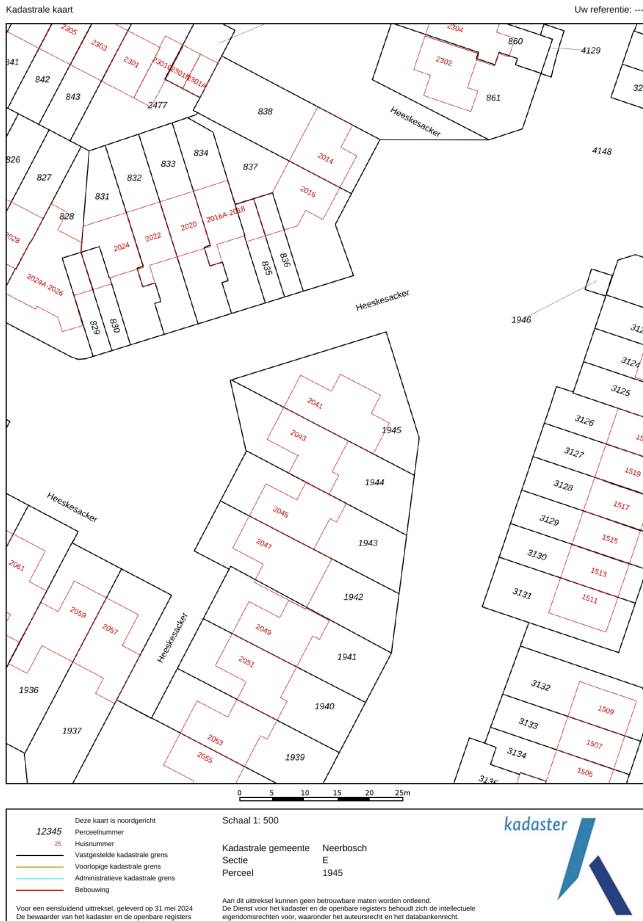 Kadastrale kaart
Uw referentie: ---
2305
2303
2301
2304
2302
860
861
4129
841
842
843
2477
838
Heeskesacker
4148
826
827
828
831
832
833
834
837
2014
2016
2028
2024A-2026
2024
2022
2020
2016A-2018
829
830
835
836
Heeskesacker
1946
3124
3125
2041
2043
1945
3126
3127
3128
3129
3130
3131
1519
1517
1515
1513
1511
1944
2045
2047
1943
1942
Heeskesacker
2061
2059
2057
Heeskesacker
2049
2051
1941
1940
1936
1937
2053
2055
1939
3132
3133
3134
3135
1509
1507
1505
0 5 10 15 20 25m
Deze kaart is noordgericht
12345 Perceelnummer
25 Huisnummer
Vastgestelde kadastrale grens
Voorlopige kadastrale grens
Administratieve kadastrale grens
Bebouwing
Voor een eensluidend uittreksel, geleverd op 31 mei 2024
De bewaarder van het kadaster en de openbare registers
Schaal 1: 500
Kadastrale gemeente Neerbosch
Sectie E
Perceel 1945
Aan dit uittreksel kunnen geen betrouwbare maten worden ontleend.
De Dienst voor het kadaster en de openbare registers behoudt zich de intellectuele
eigendomsrechten voor, waaronder het auteursrecht en het databankenrecht.
kadaster